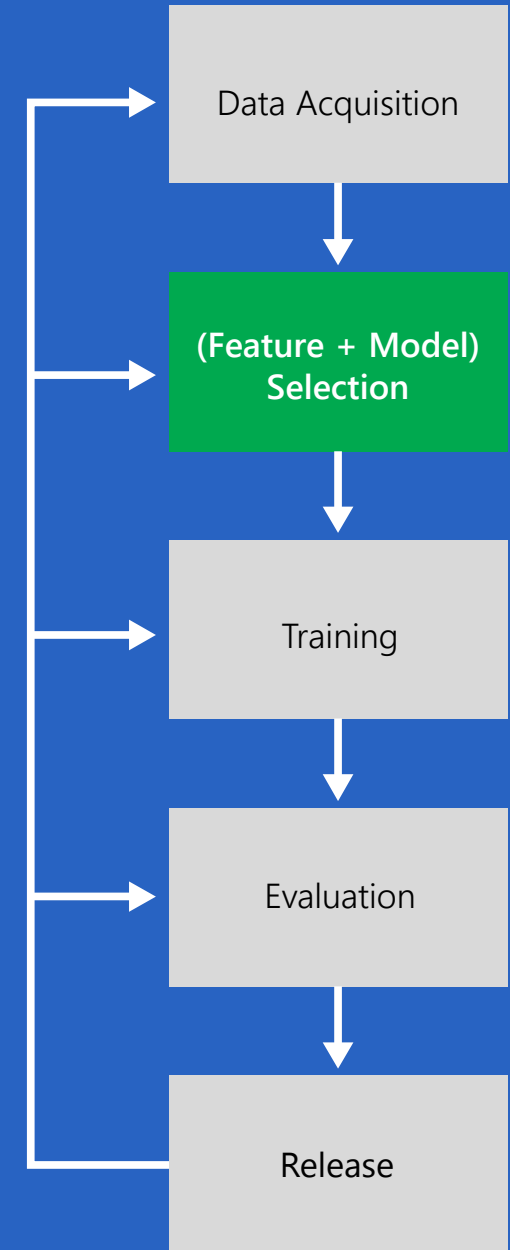 Data Acquisition
(Feature + Model)
Selection
Training
Evaluation
Release